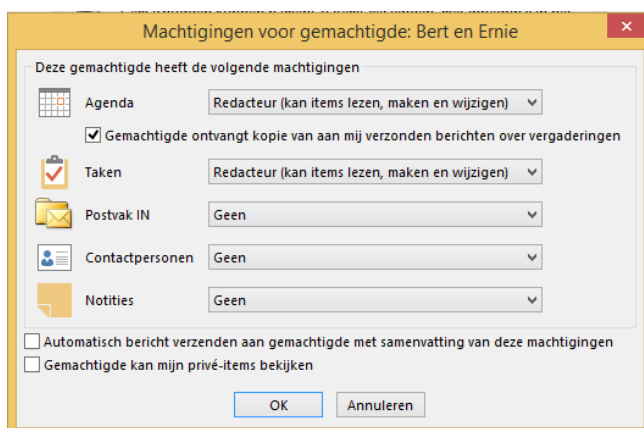 Machtigingen voor gemachtigde: Bert en Ernie
Deze gemachtigde heeft de volgende machtigingen
Agenda Redacteur (kan items lezen, maken en wijzigen)
Gemachtigde ontvangt kopie van aan mij verzonden berichten over vergaderingen
Taken Redacteur (kan items lezen, maken en wijzigen)
Postvak IN Geen
Contactpersonen Geen
Notities Geen
Automatisch bericht verzenden aan gemachtigde met samenvatting van deze machtigingen
Gemachtigde kan mijn privé-items bekijken
OK Annuleren